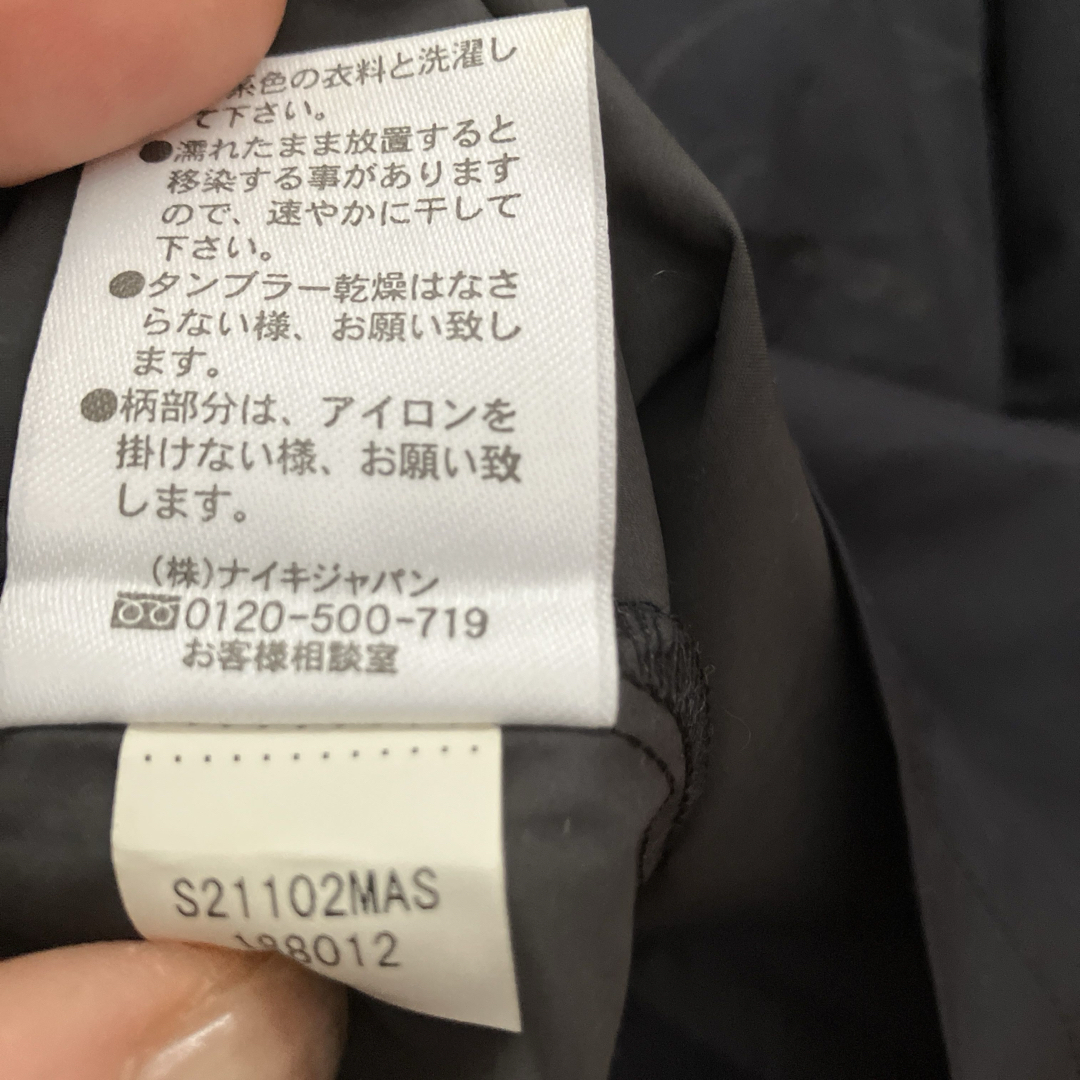 系色の衣料と洗濯し
て下さい。
●濡れたまま放置すると
移染する事があります
ので、速やかに干して
下さい。
●タンブラー乾燥はなさ
らない様、お願い致し
ます。
●柄部分は、アイロンを
掛けない様、お願い致
します。
(株)ナイキジャパン
0120-500-719
お客様相談室
S21102MAS
88012